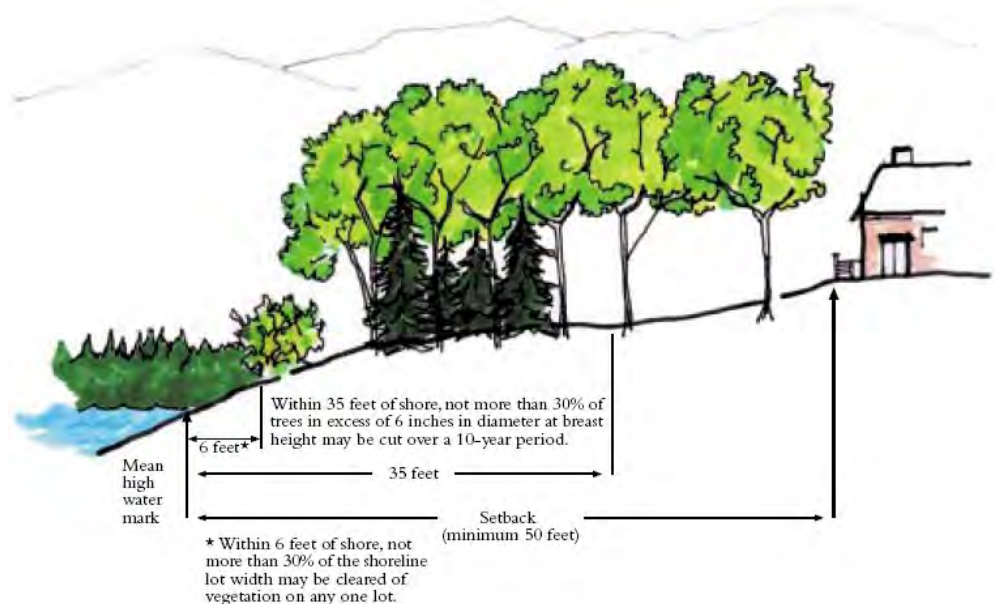 Within 35 feet of shore, not more than 30% of
trees in excess of 6 inches in diameter at breast
height may be cut over a 10-year period.
6 feet★
35 feet
Mean
high
water
mark
Setback
(minimum 50 feet)
★ Within 6 feet of shore, not
more than 30% of the shoreline
lot width may be cleared of
vegetation on any one lot.